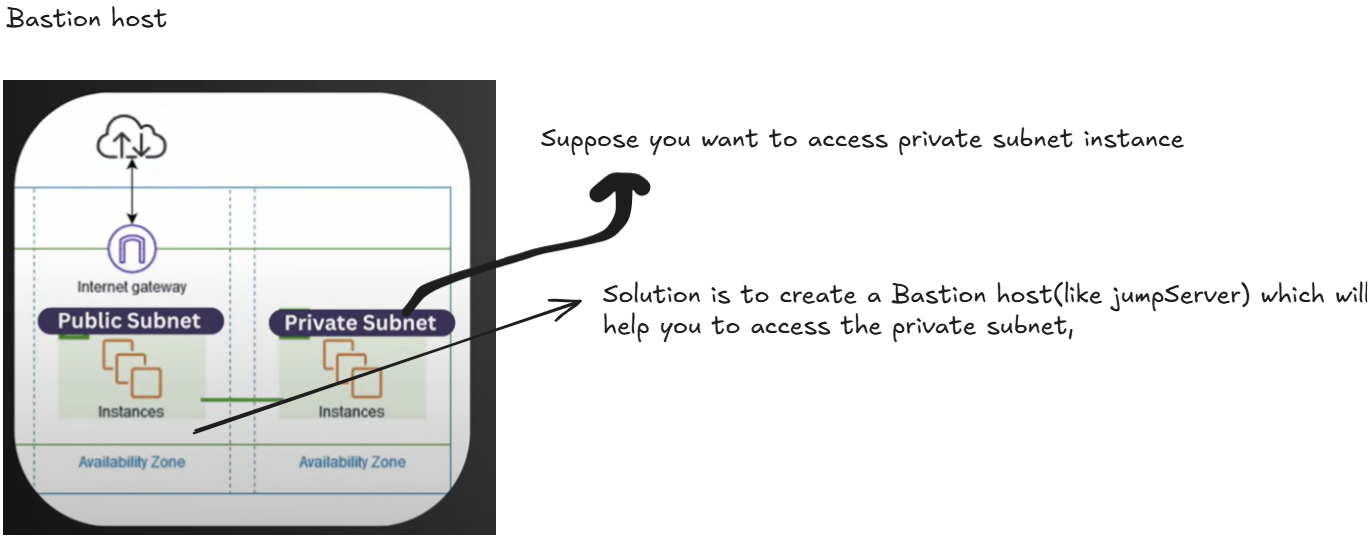 Bastion host
Suppose you want to access private subnet instance
Internet gateway
Public Subnet
Private Subnet
Solution is to create a Bastion host(like jumpServer) which will
help you to access the private subnet,
Instances
Instances
Availability Zone
Availability Zone